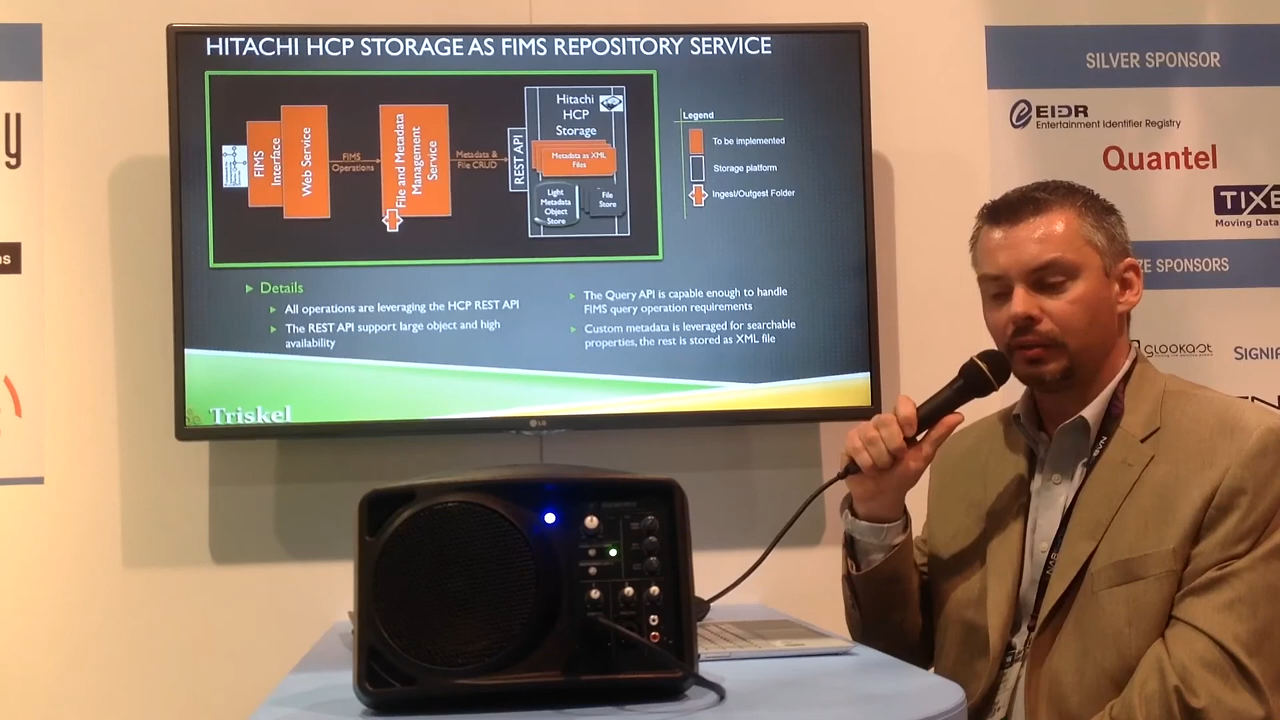 HITACHI HCP STORAGE AS FIMS REPOSITORY SERVICE
FIMS
Interface
Web Service
FIMS
Operations
File and Metadata
Management
Service
Metadata &
File CRUD
REST API
Hitachi
HCP
Storage
Metadata as XML
Files
Light
Metadata
Object
Store
File
Store
Legend
To be implemented
Storage platform
Ingest/Outgest Folder
Details
All operations are leveraging the HCP REST API
The REST API support large object and high
availability
The Query API is capable enough to handle
FIMS query operation requirements
Custom metadata is leveraged for searchable
properties, the rest is stored as XML file
Triskel
LG
SILVER SPONSOR
EIDR
Entertainment Identifier Registry
Quantel
TIXE
Moving Data
ZE SPONSORS
GLOOKAST
SIGNI
y
ns
NAB